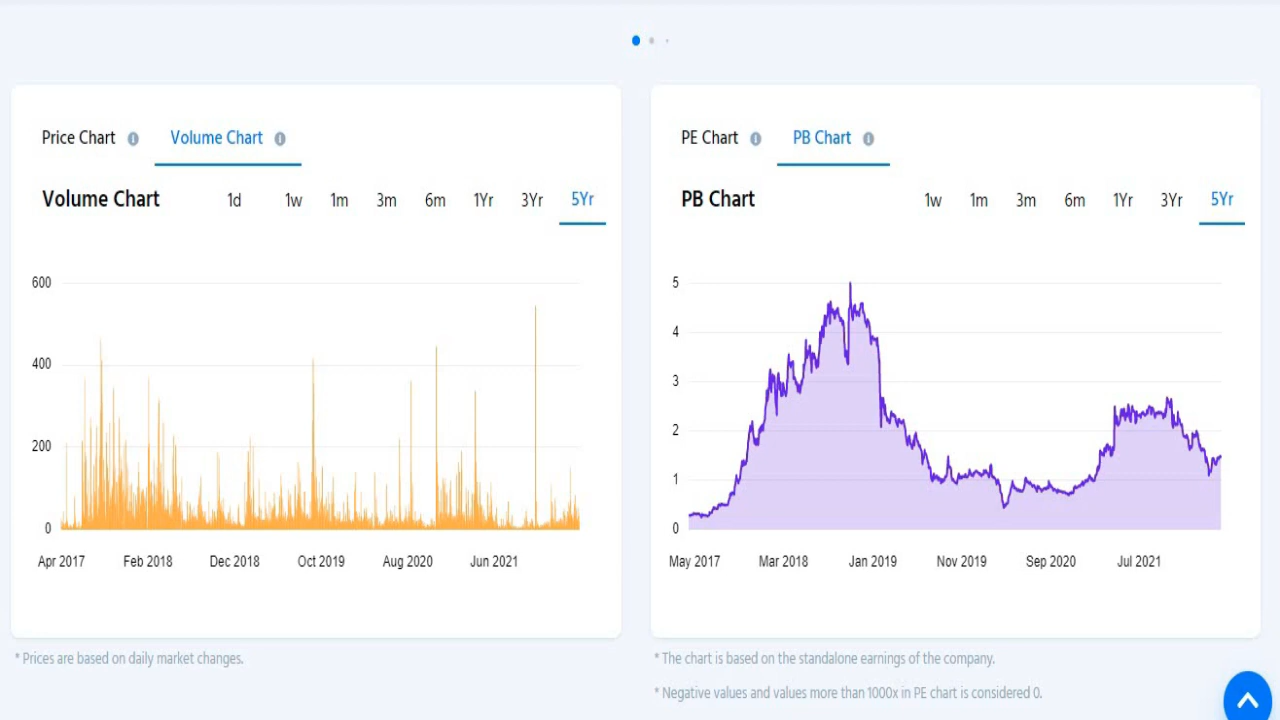 Price Chart
Volume Chart
Volume Chart 1d 1w 1m 3m 6m 1Yr 3Yr 5Yr
600
400
200
0
Apr 2017 Feb 2018 Dec 2018 Oct 2019 Aug 2020 Jun 2021
* Prices are based on daily market changes.
PE Chart
PB Chart
PB Chart 1w 1m 3m 6m 1Yr 3Yr 5Yr
5
4
3
2
1
0
May 2017 Mar 2018 Jan 2019 Nov 2019 Sep 2020 Jul 2021
* The chart is based on the standalone earnings of the company.
* Negative values and values more than 1000x in PE chart is considered 0.